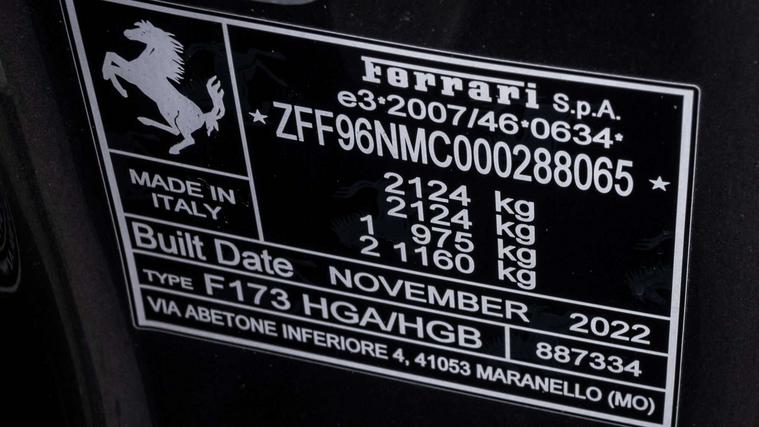 Ferrari S.p.A.
e3*2007/46*0634*
★ ZFF96NMC000288065 ★
2124 kg
2124 kg
1 975 kg
2 1160 kg
MADE IN
ITALY
Built Date NOVEMBER 2022
TYPE F173 HGA/HGB 887334
VIA ABETONE INFERIORE 4, 41053 MARANELLO (MO)